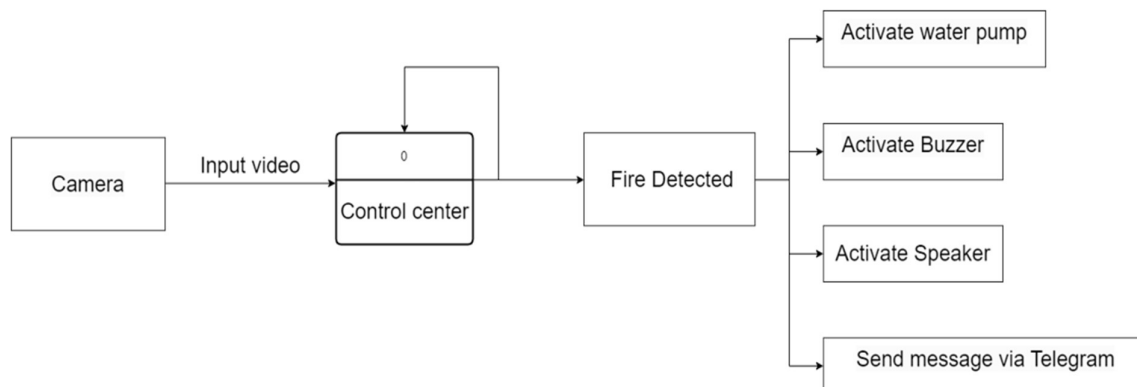 Camera
Input video
0
Control center
Fire Detected
Activate water pump
Activate Buzzer
Activate Speaker
Send message via Telegram